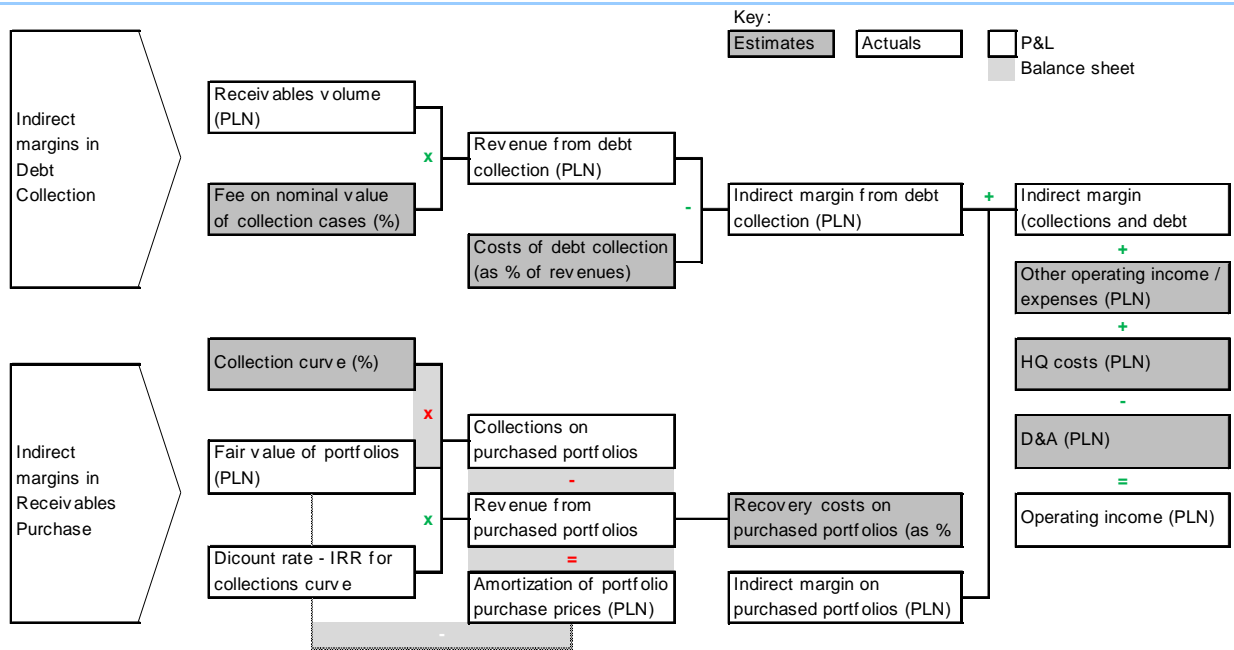 Key:
Estimates
Actuals
P&L
Balance sheet
Indirect
margins in
Debt
Collection
Receivables volume
(PLN)
x
Fee on nominal value
of collection cases (%)
Revenue from debt
collection (PLN)
-
Costs of debt collection
(as % of revenues)
Indirect margin from debt
collection (PLN)
+
Indirect margin
(collections and debt
+
Other operating income /
expenses (PLN)
+
HQ costs (PLN)
-
D&A (PLN)
=
Operating income (PLN)
Indirect
margins in
Receivables
Purchase
Collection curve (%)
x
Fair value of portfolios
(PLN)
x
Dicount rate - IRR for
collections curve
Collections on
purchased portfolios
-
Revenue from
purchased portfolios
=
Amortization of portfolio
purchase prices (PLN)
-
Recovery costs on
purchased portfolios (as %
Indirect margin on
purchased portfolios (PLN)